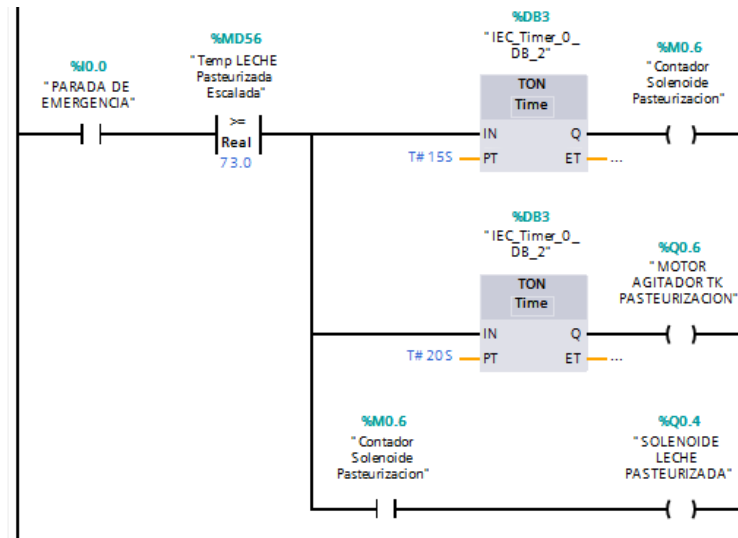 %DB3
"IEC_Timer_0_
DB_2"
%MD56
"Temp LECHE
Pasteurizada
Escalada"
%I0.0
"PARADA DE
EMERGENCIA"
%M0.6
"Contador
Solenoide
Pasteurizacion"
TON
Time
>=
Real
73.0
IN
Q
T#15S
PT
ET
...
%DB3
"IEC_Timer_0_
DB_2"
%Q0.6
"MOTOR
AGITADOR TK
PASTEURIZACION"
TON
Time
IN
Q
T#20S
PT
ET
...
%M0.6
"Contador
Solenoide
Pasteurizacion"
%Q0.4
"SOLENOIDE
LECHE
PASTEURIZADA"